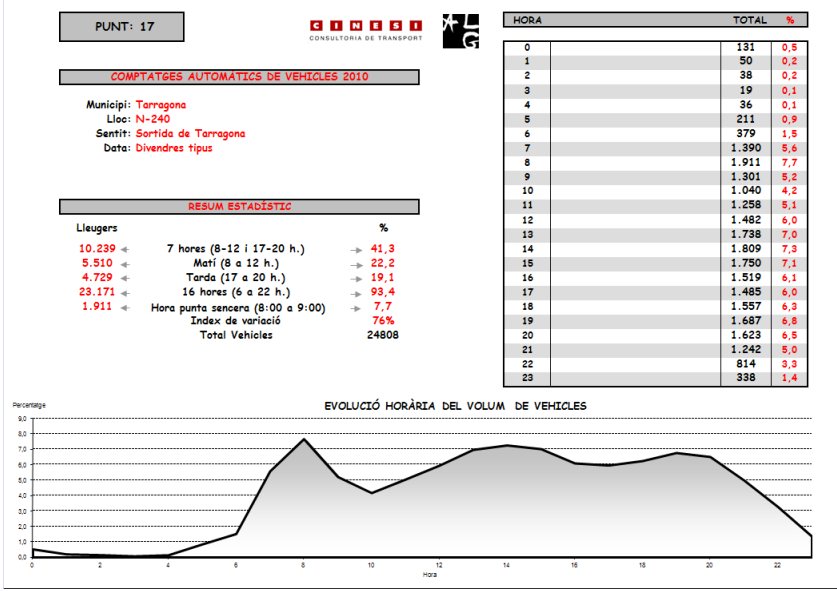 PUNT: 17
CINESI
CONSULTORIA DE TRANSPORT
ALG
COMPTATGES AUTOMÀTICS DE VEHICLES 2010
Municipi: Tarragona
Lloc: N-240
Sentit: Sortida de Tarragona
Data: Divendres tipus
RESUM ESTADÍSTIC
Lleugers %
10.239 7 hores (8-12 i 17-20 h.) 41,3
5.510 Matí (8 a 12 h.) 22,2
4.729 Tarda (17 a 20 h.) 19,1
23.171 16 hores (6 a 22 h.) 93,4
1.911 Hora punta sencera (8:00 a 9:00) 7,7
Index de variació 76%
Total Vehicles 24808
HORA TOTAL %
0 131 0,5
1 50 0,2
2 38 0,2
3 19 0,1
4 36 0,1
5 211 0,9
6 379 1,5
7 1.390 5,6
8 1.911 7,7
9 1.301 5,2
10 1.040 4,2
11 1.258 5,1
12 1.482 6,0
13 1.738 7,0
14 1.809 7,3
15 1.750 7,1
16 1.519 6,1
17 1.485 6,0
18 1.557 6,3
19 1.687 6,8
20 1.623 6,5
21 1.242 5,0
22 814 3,3
23 338 1,4
EVOLUCIÓ HORÀRIA DEL VOLUM DE VEHICLES
Percentatge
9,0
8,0
7,0
6,0
5,0
4,0
3,0
2,0
1,0
0,0
0 2 4 6 8 10 12 14 16 18 20 22
Hora